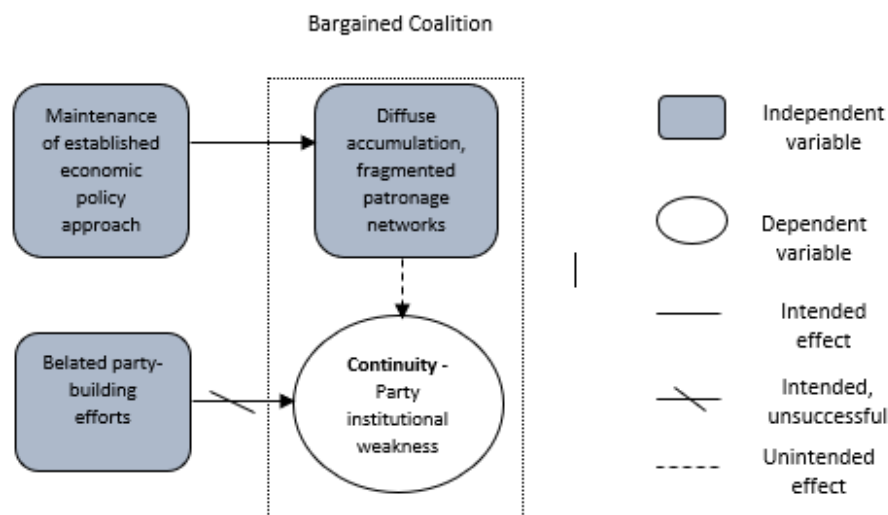 Bargained Coalition
Maintenance
of established
economic
policy
approach
Diffuse
accumulation,
fragmented
patronage
networks
Belated party-
building
efforts
Continuity -
Party
institutional
weakness
Independent
variable
Dependent
variable
Intended
effect
Intended,
unsuccessful
Unintended
effect